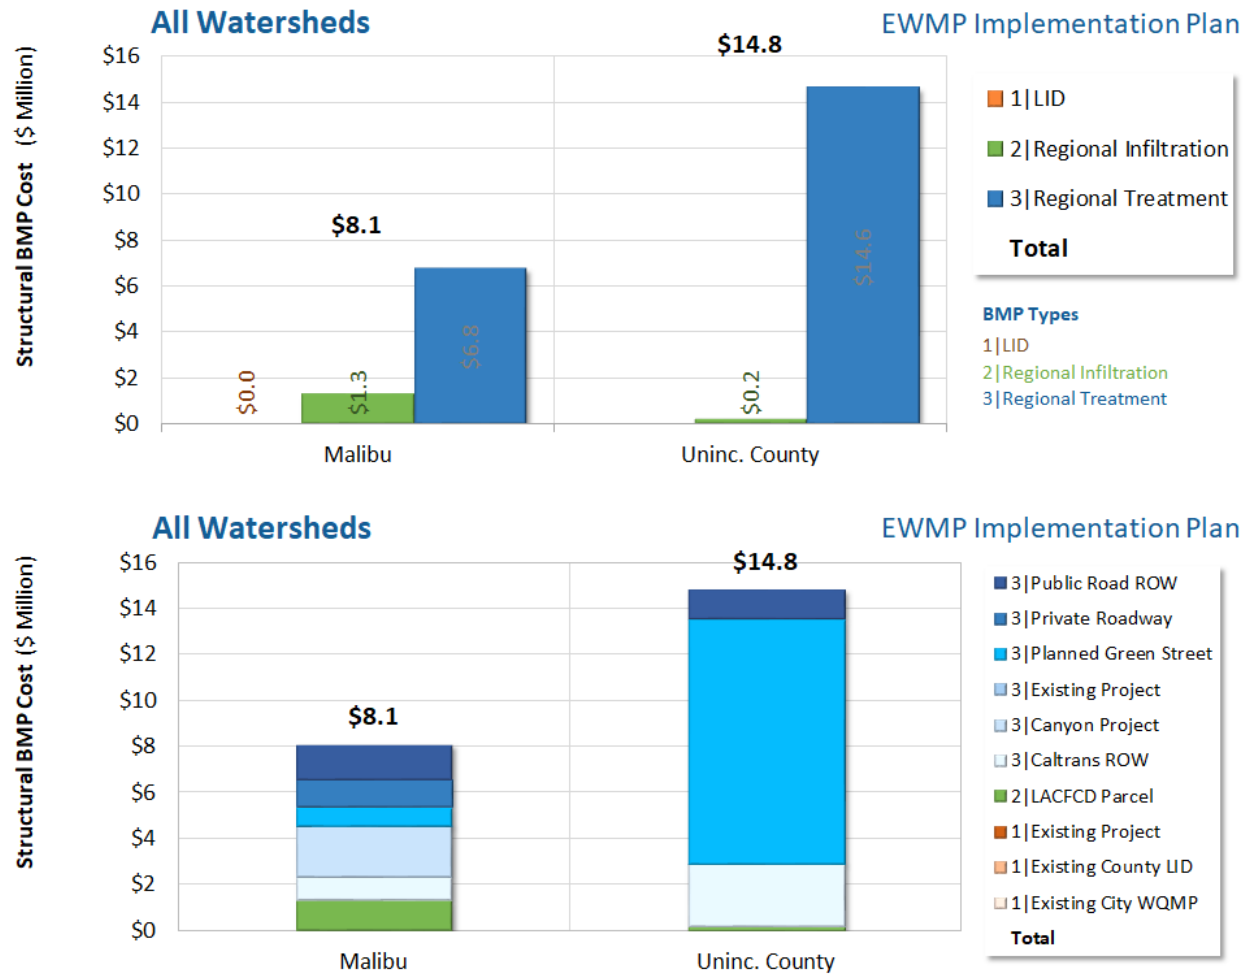 All Watersheds
EWMP Implementation Plan
Structural BMP Cost ($ Million)
$16
$14
$12
$10
$8
$6
$4
$2
$0
$8.1
$14.8
$0.0
$1.3
$6.8
$0.2
$14.6
Malibu
Uninc. County
1|LID
2|Regional Infiltration
3|Regional Treatment
Total
BMP Types
1|LID
2|Regional Infiltration
3|Regional Treatment
All Watersheds
EWMP Implementation Plan
Structural BMP Cost ($ Million)
$16
$14
$12
$10
$8
$6
$4
$2
$0
$8.1
$14.8
Malibu
Uninc. County
3|Public Road ROW
3|Private Roadway
3|Planned Green Street
3|Existing Project
3|Canyon Project
3|Caltrans ROW
2|LACFCD Parcel
1|Existing Project
1|Existing County LID
1|Existing City WQMP
Total